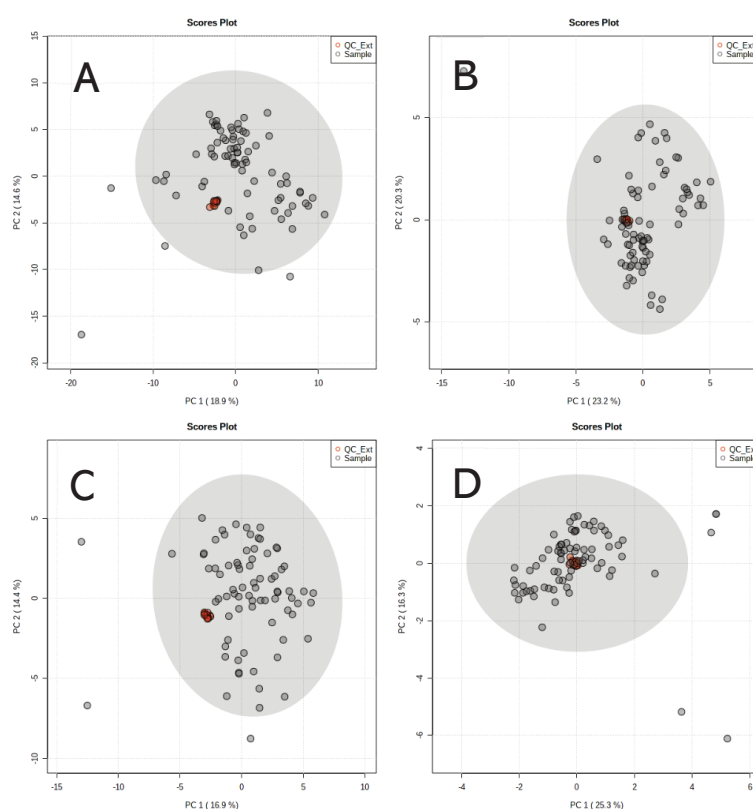 Scores Plot
QC_Ext
Sample
A
15
10
5
0
-5
-10
-15
-20
PC 2 ( 14.6 %)
-20
-10
0
10
PC 1 ( 18.9 %)
Scores Plot
QC_Ext
Sample
B
5
0
-5
PC 2 ( 20.3 %)
-15
-10
-5
0
5
PC 1 ( 23.2 %)
Scores Plot
QC_Ext
Sample
C
5
0
-5
-10
PC 2 ( 14.4 %)
-15
-10
-5
0
5
10
PC 1 ( 16.9 %)
Scores Plot
QC_Ext
Sample
D
4
2
0
-2
-4
-6
PC 2 ( 16.3 %)
-4
-2
0
2
4
6
PC 1 ( 25.3 %)